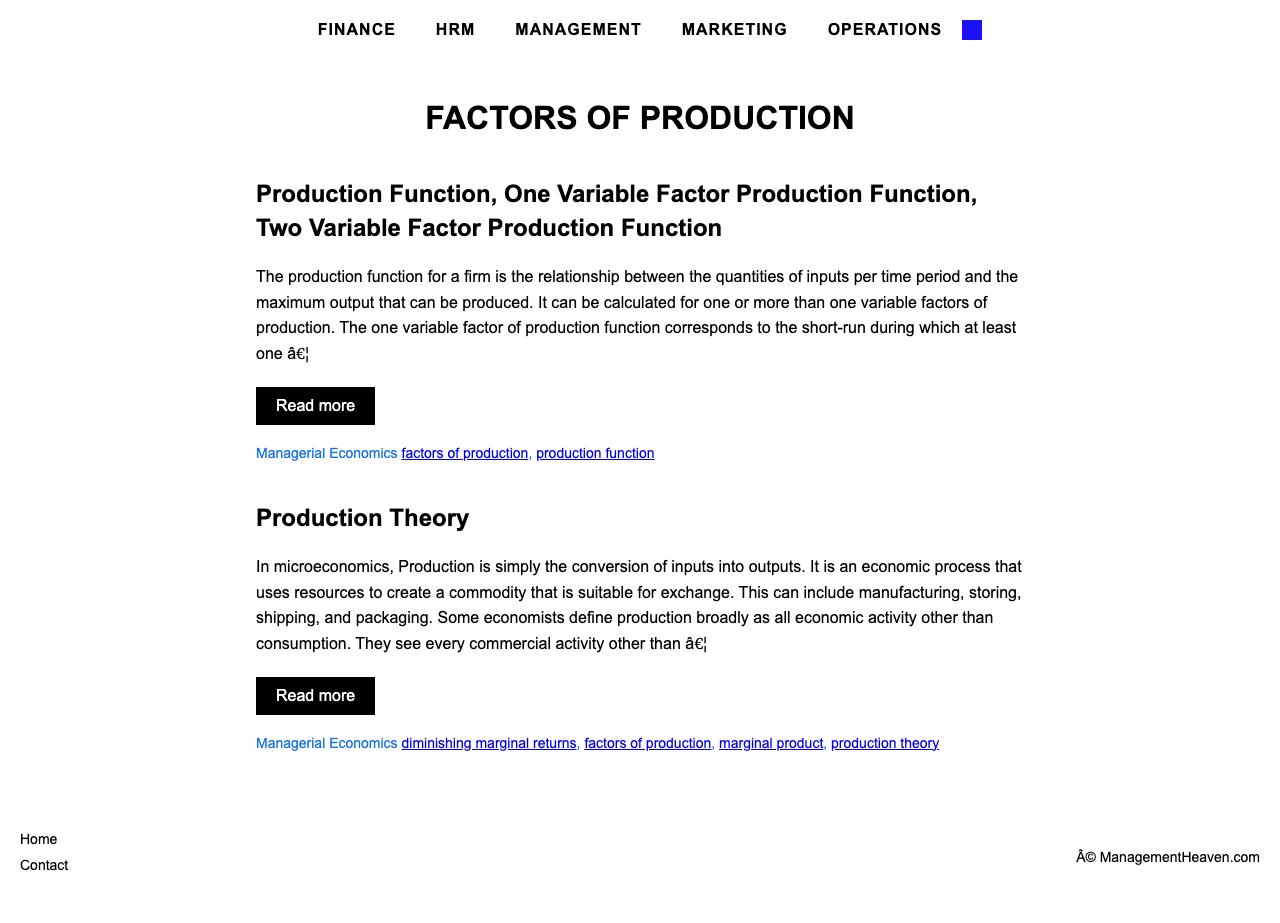 FINANCE HRM MANAGEMENT MARKETING OPERATIONS
FACTORS OF PRODUCTION
Production Function, One Variable Factor Production Function,
Two Variable Factor Production Function
The production function for a firm is the relationship between the quantities of inputs per time period and the
maximum output that can be produced. It can be calculated for one or more than one variable factors of
production. The one variable factor of production function corresponds to the short-run during which at least
one â€¦
Read more
Managerial Economics factors of production, production function
Production Theory
In microeconomics, Production is simply the conversion of inputs into outputs. It is an economic process that
uses resources to create a commodity that is suitable for exchange. This can include manufacturing, storing,
shipping, and packaging. Some economists define production broadly as all economic activity other than
consumption. They see every commercial activity other than â€¦
Read more
Managerial Economics diminishing marginal returns, factors of production, marginal product, production theory
Home
Contact
Â© ManagementHeaven.com